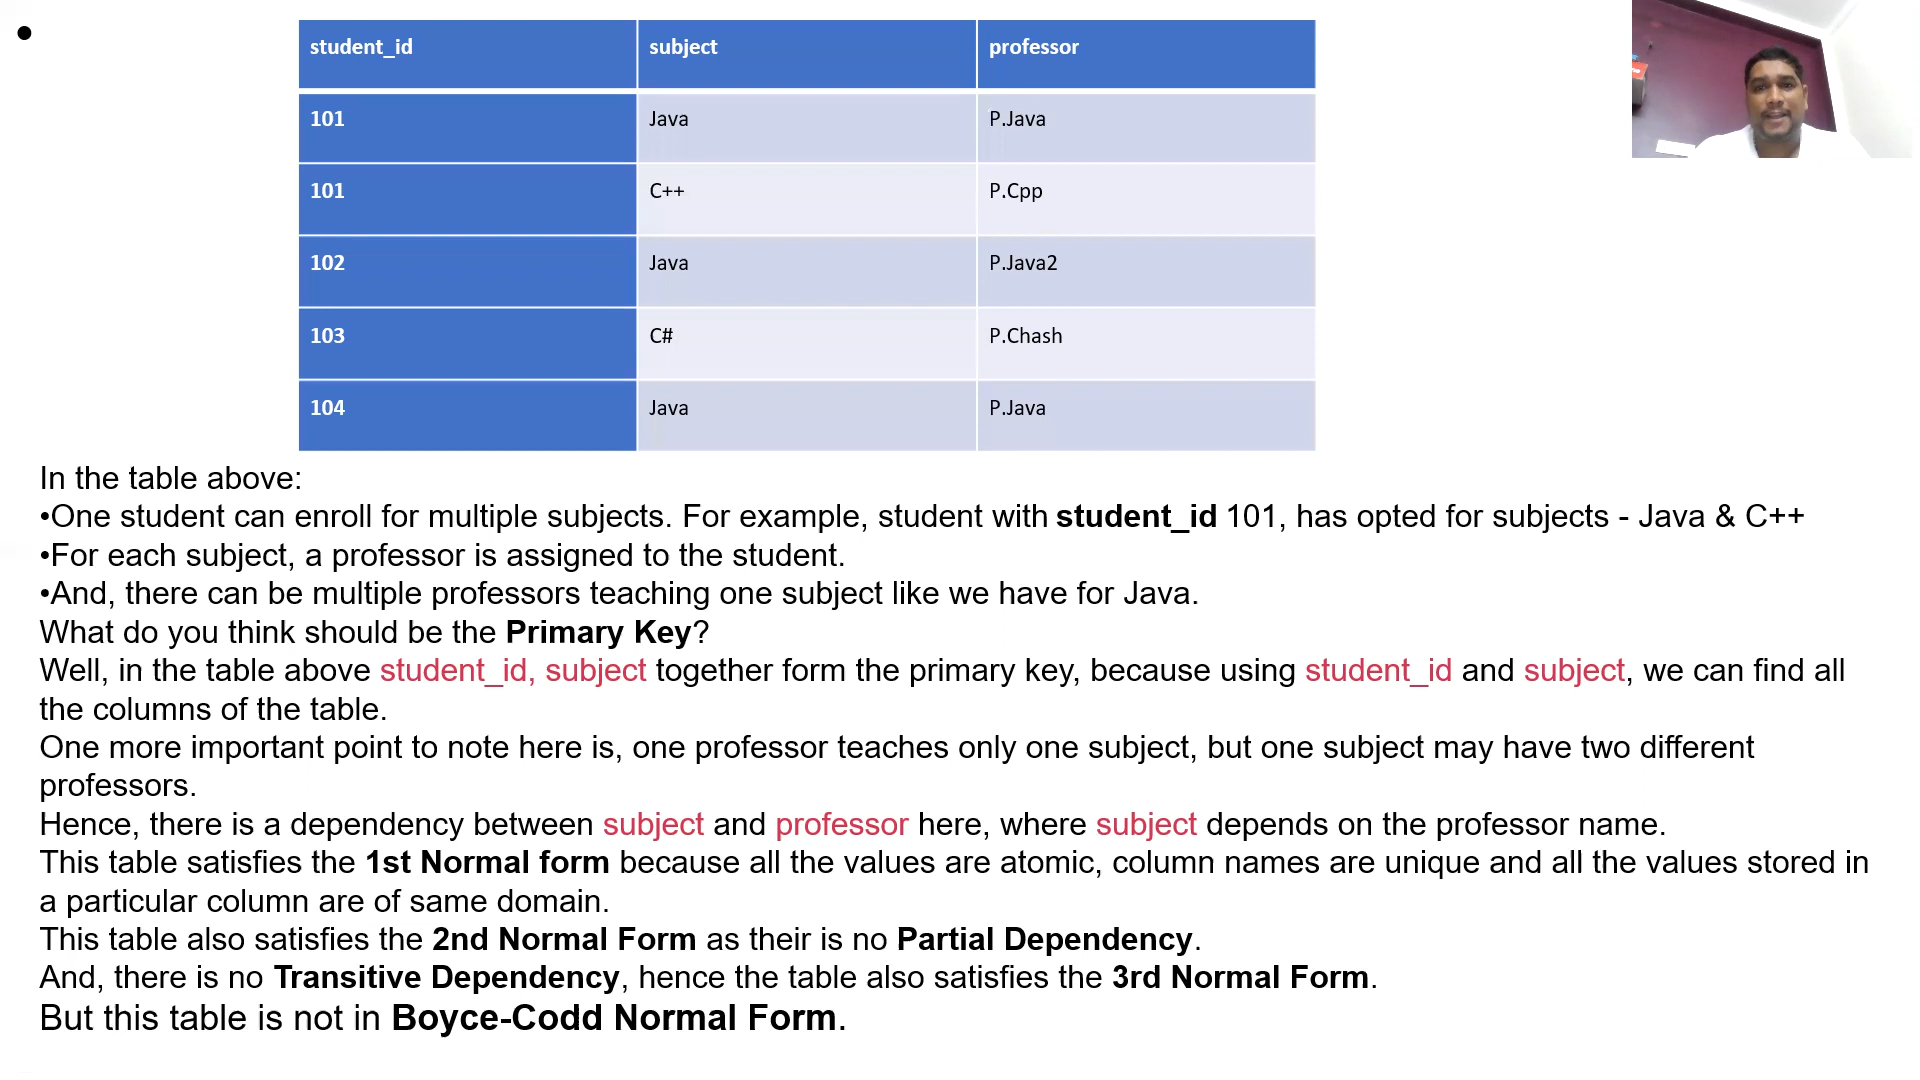 student_id subject professor
101 Java P.Java
101 C++ P.Cpp
102 Java P.Java2
103 C# P.Chash
104 Java P.Java
In the table above:
•One student can enroll for multiple subjects. For example, student with student_id 101, has opted for subjects - Java & C++
•For each subject, a professor is assigned to the student.
•And, there can be multiple professors teaching one subject like we have for Java.
What do you think should be the Primary Key?
Well, in the table above student_id, subject together form the primary key, because using student_id and subject, we can find all
the columns of the table.
One more important point to note here is, one professor teaches only one subject, but one subject may have two different
professors.
Hence, there is a dependency between subject and professor here, where subject depends on the professor name.
This table satisfies the 1st Normal form because all the values are atomic, column names are unique and all the values stored in
a particular column are of same domain.
This table also satisfies the 2nd Normal Form as their is no Partial Dependency.
And, there is no Transitive Dependency, hence the table also satisfies the 3rd Normal Form.
But this table is not in Boyce-Codd Normal Form.